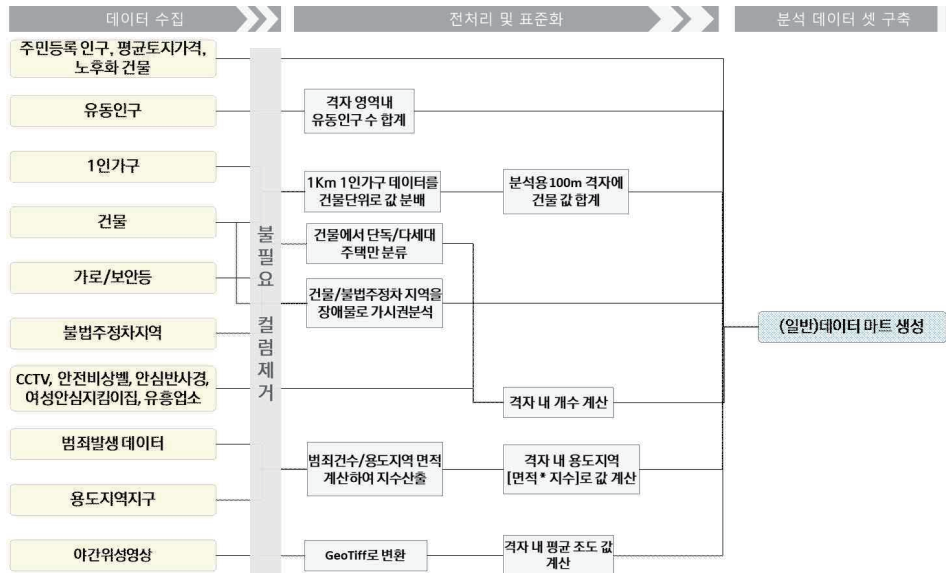 데이터 수집
전처리 및 표준화
분석 데이터 셋 구축
주민등록 인구, 평균토지가격,
노후화 건물
유동인구
1인가구
건물
가로/보안등
불법주정차지역
CCTV, 안전비상벨, 안심반사경,
여성안심지킴이집, 유흥업소
범죄발생 데이터
용도지역지구
야간위성영상
불필요 컬럼제거
격자 영역내
유동인구 수 합계
1Km 1인가구 데이터를
건물단위로 값 분배
분석용 100m 격자에
건물 값 합계
건물에서 단독/다세대
주택만 분류
건물/불법주정차 지역을
장애물로 가시권분석
격자 내 개수 계산
범죄건수/용도지역 면적
계산하여 지수산출
격자 내 용도지역
[면적 * 지수]로 값 계산
GeoTiff로 변환
격자 내 평균 조도 값
계산
(일반)데이터 마트 생성